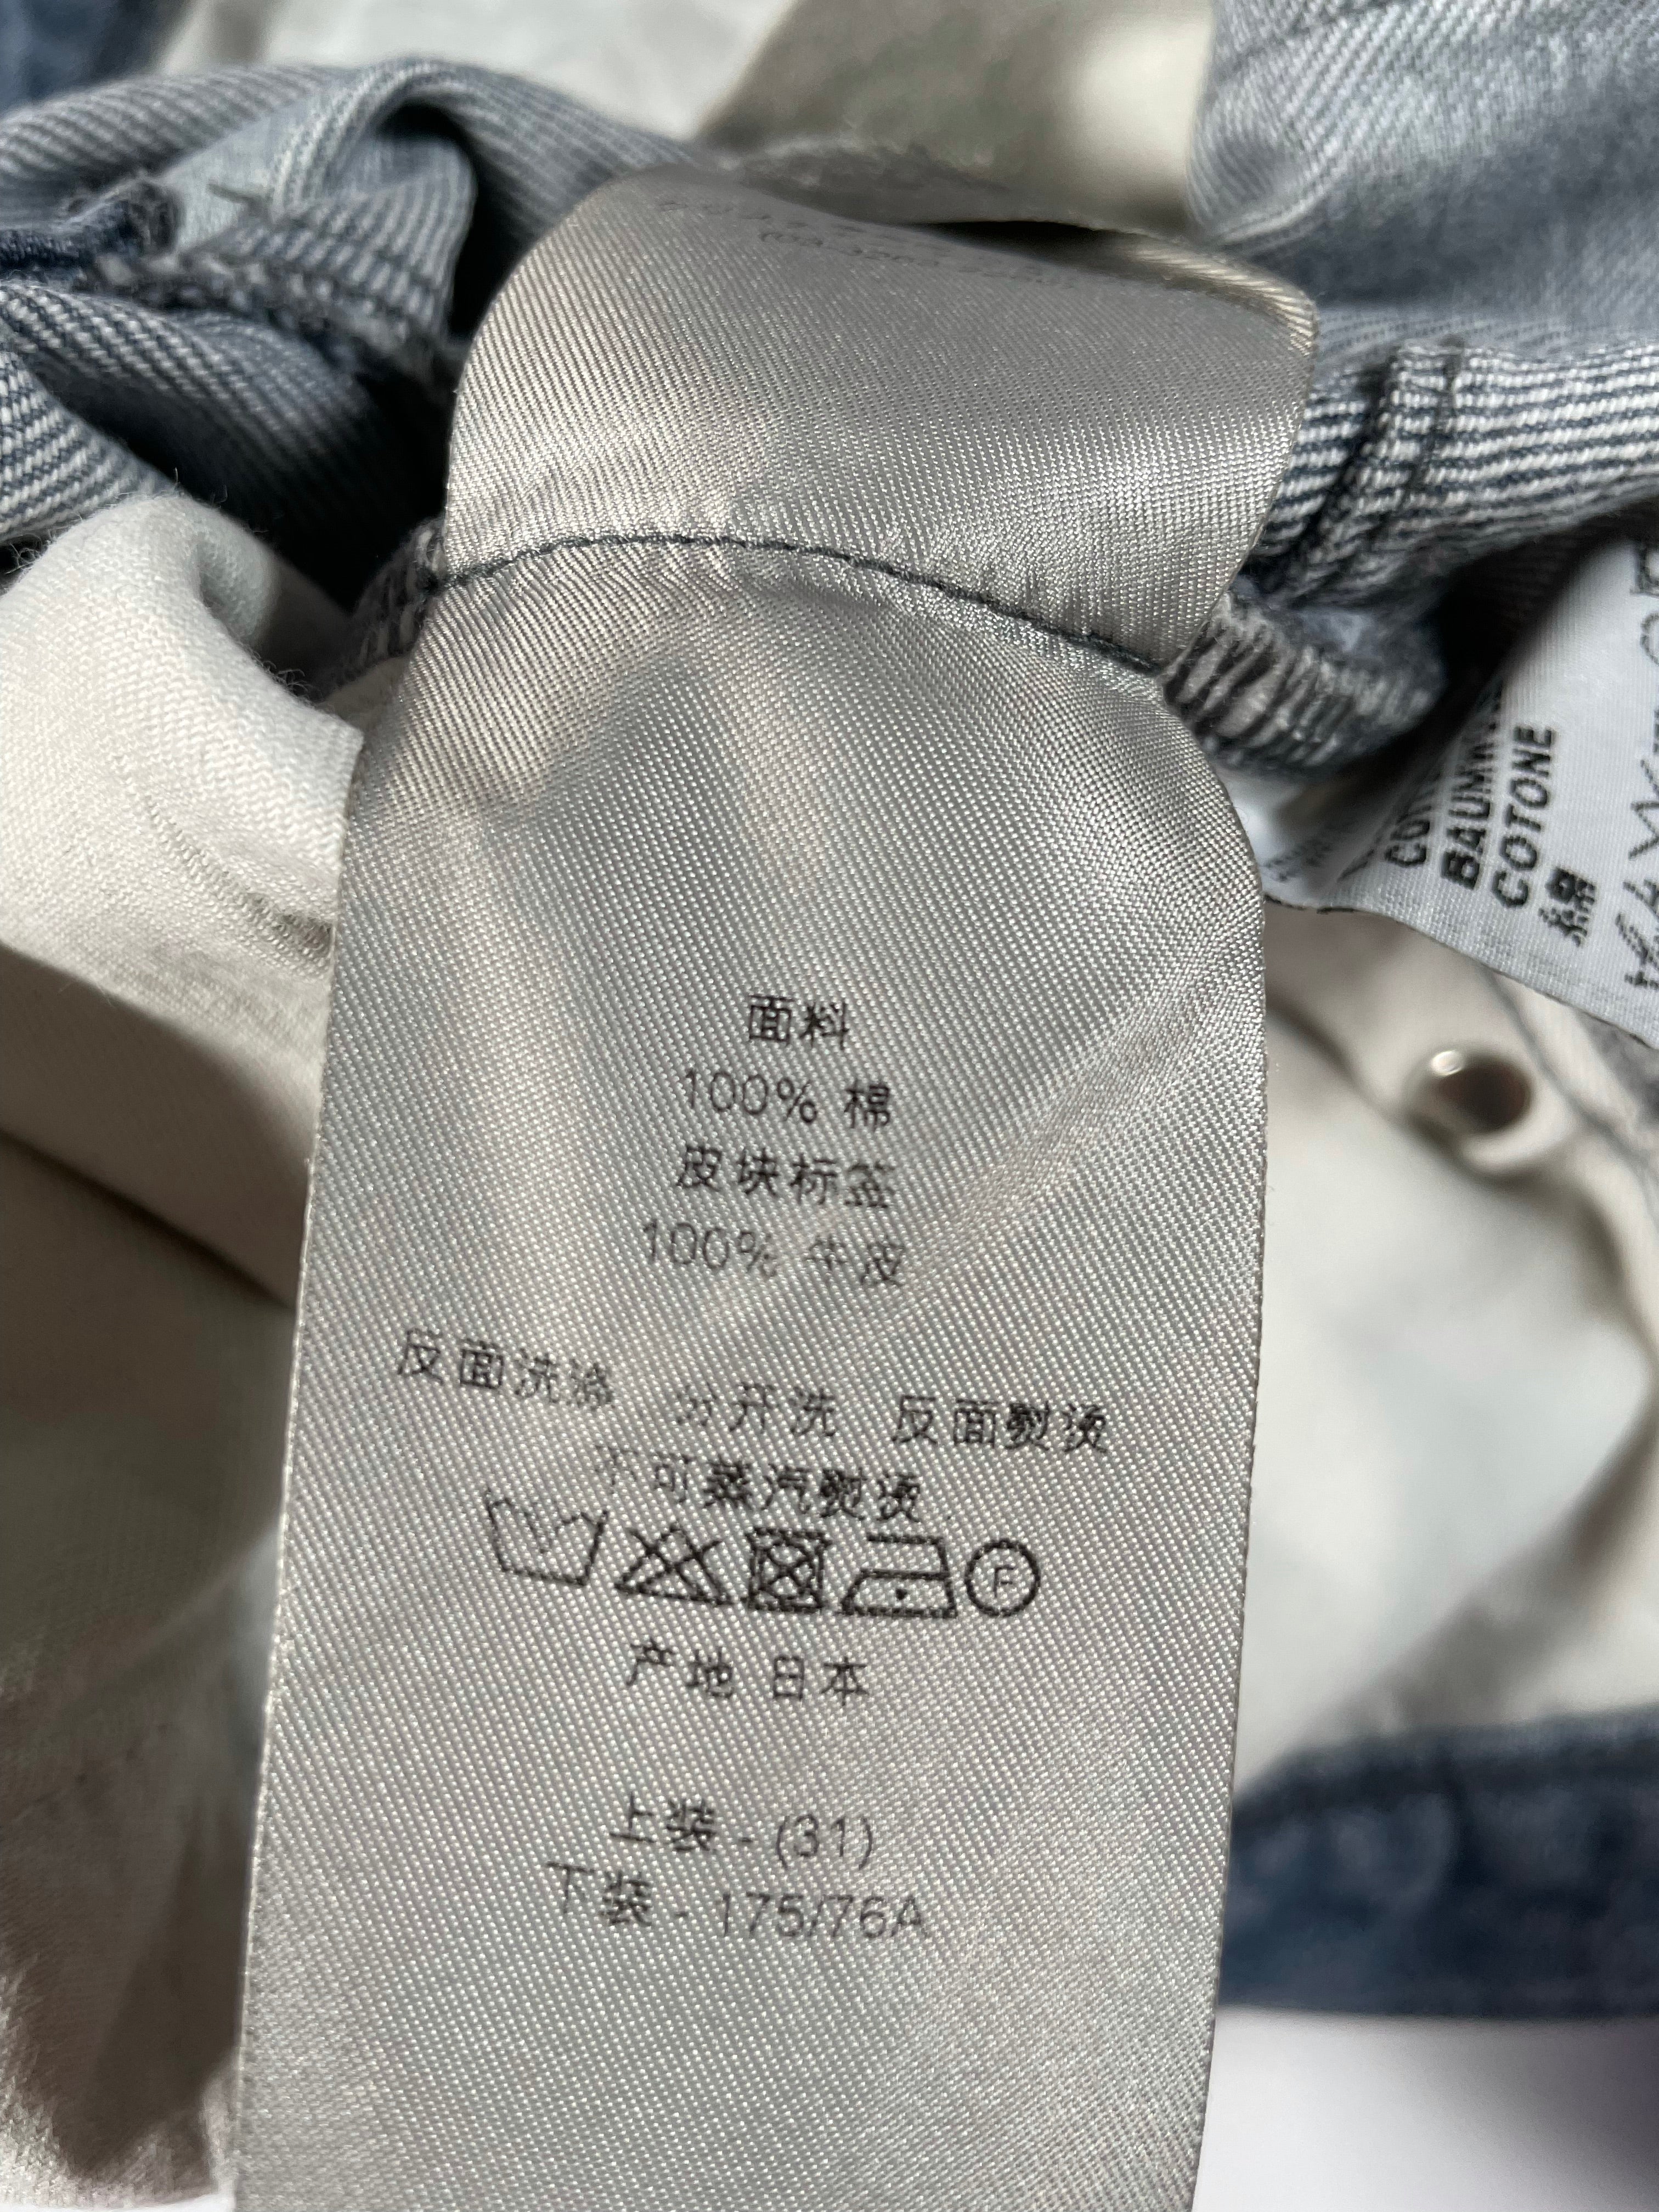 面料
100% 棉
皮块标签
100% 牛皮
反面洗涤 分开洗 反面熨烫
不可蒸汽熨烫
F
产地 日本
上装 - (31)
下装 - 175/76A
BAUMW
COTONE
綿